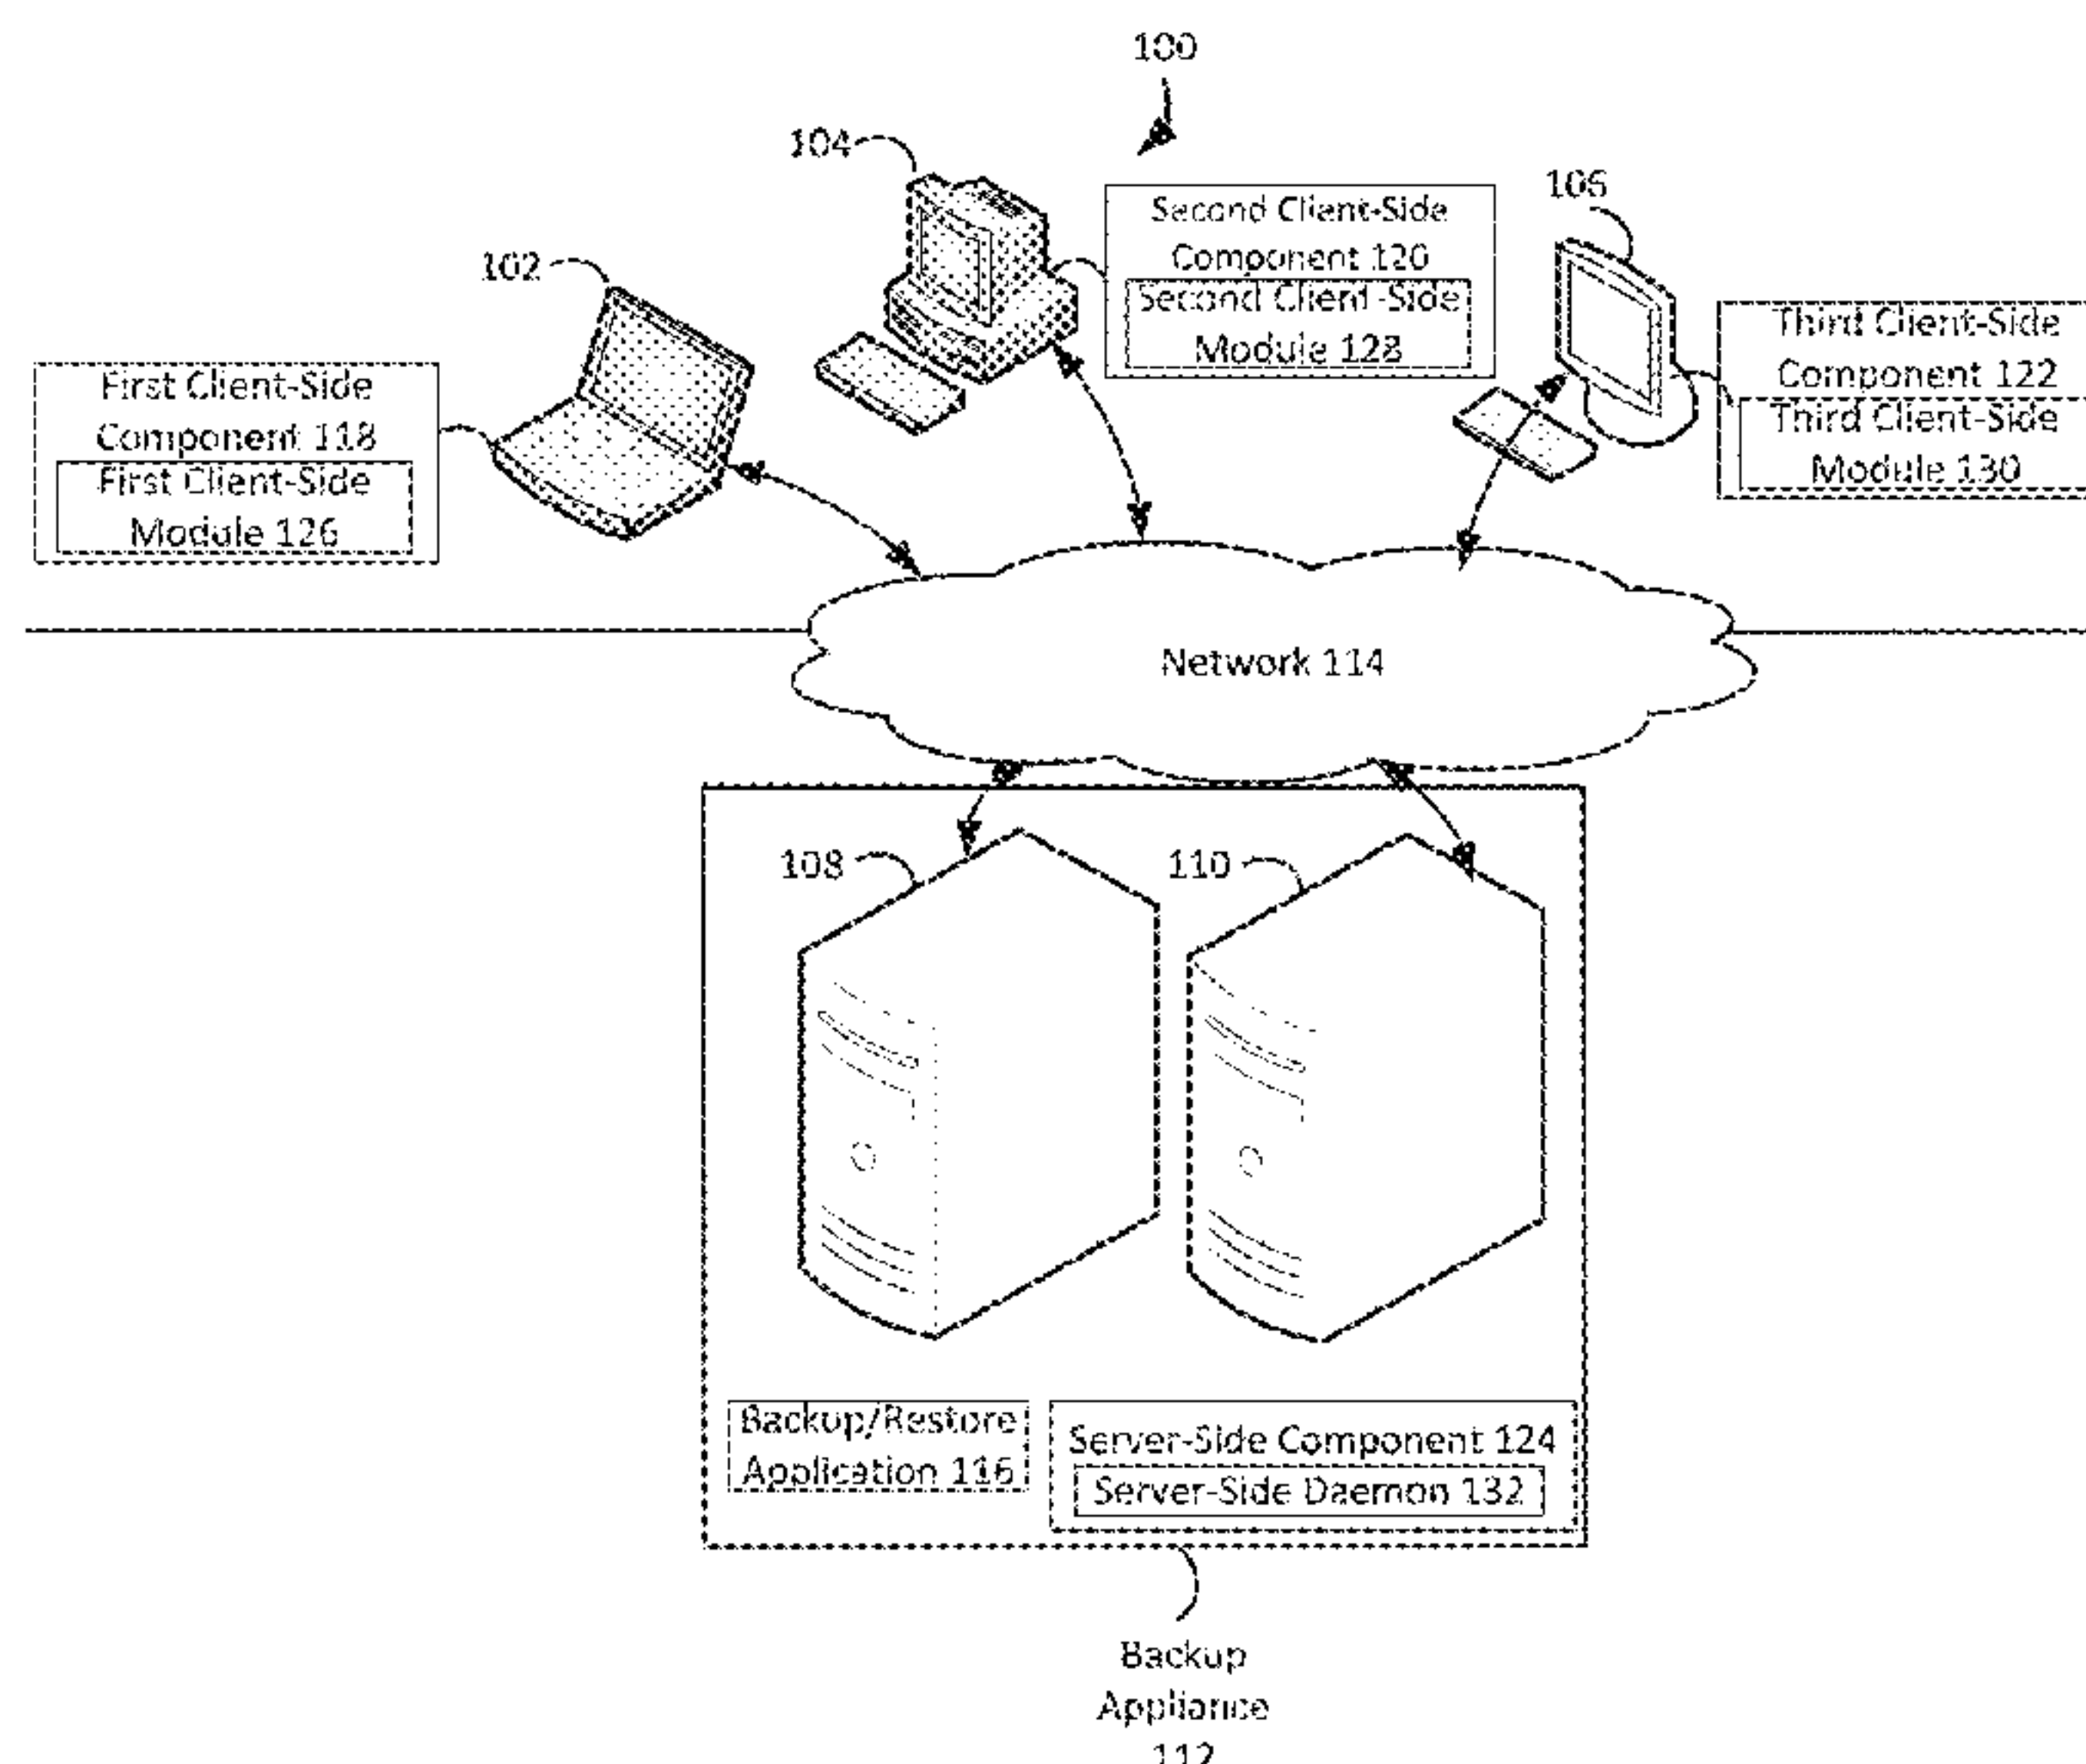 100
104
106
102
Second Client-Side
Component 120
Second Client-Side
Module 128
Third Client-Side
Component 122
Third Client-Side
Module 130
First Client-Side
Component 118
First Client-Side
Module 126
Network 114
108
110
Backup/Restore
Application 116
Server-Side Component 124
Server-Side Daemon 132
Backup
Appliance
112